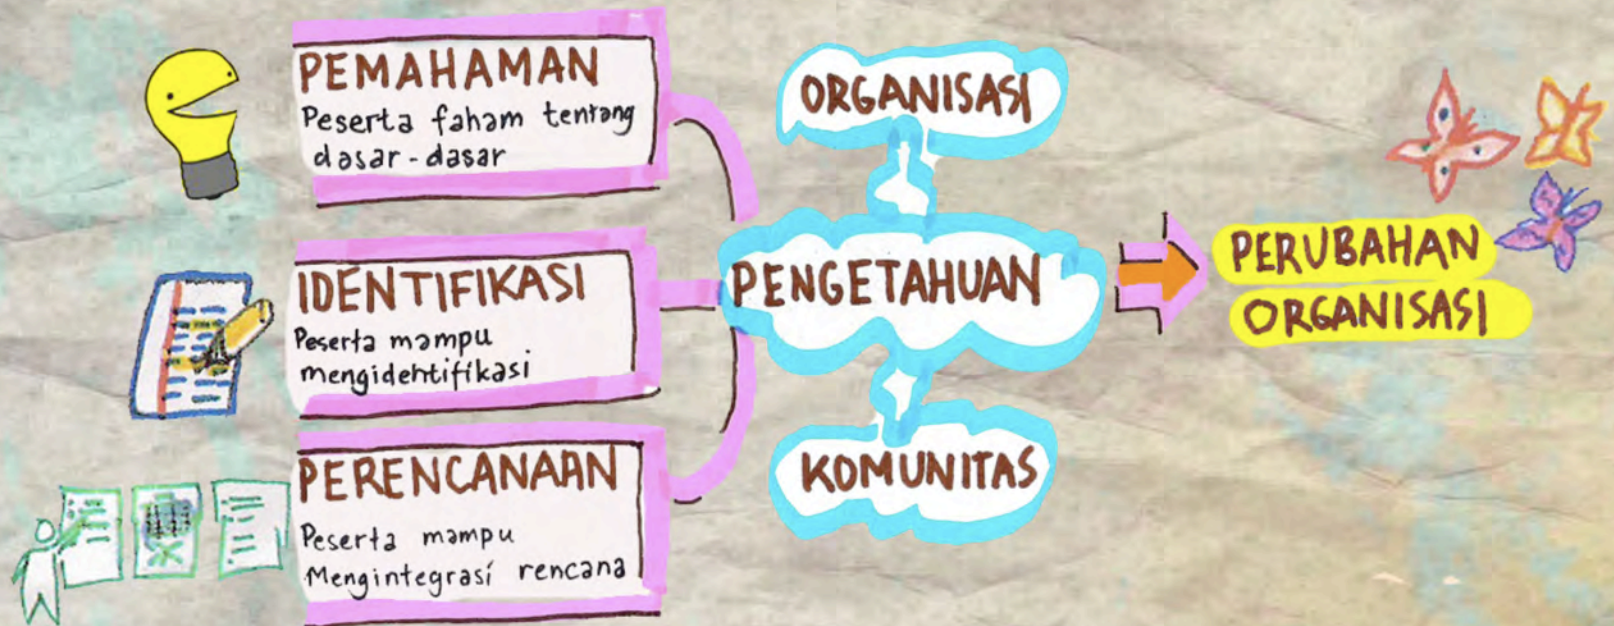 PEMAHAMAN
Peserta faham tentang
dasar-dasar
IDENTIFIKASI
Peserta mampu
mengidentifikasi
PERENCANAAN
Peserta mampu
Mengintegrasi rencana
ORGANISASI
PENGETAHUAN
KOMUNITAS
PERUBAHAN
ORGANISASI